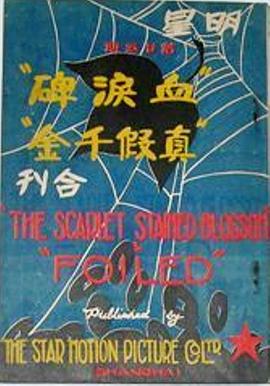 明星
"血淚碑"
"真假千金"
合刊
"THE SCARLET STAINED BLOSSOM"
"FOILED"
Published by
THE STAR MOTION PICTURE Co LTD
SHANGHAI